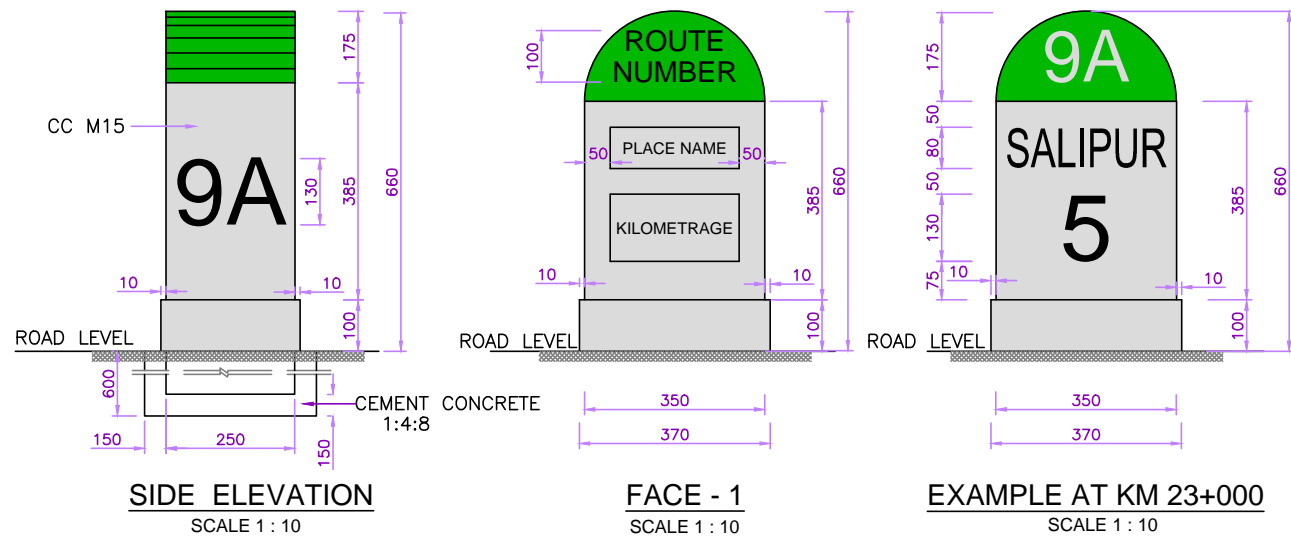 175
CC M15
9A
130
385
660
10
10
100
ROAD LEVEL
600
CEMENT CONCRETE
1:4:8
150
250
150
SIDE ELEVATION
SCALE 1 : 10
ROUTE
NUMBER
100
50
PLACE NAME
50
KILOMETRAGE
385
660
10
10
100
ROAD LEVEL
350
370
FACE - 1
SCALE 1 : 10
9A
175
50
SALIPUR
80
50
5
130
385
660
75
10
10
100
ROAD LEVEL
350
370
EXAMPLE AT KM 23+000
SCALE 1 : 10